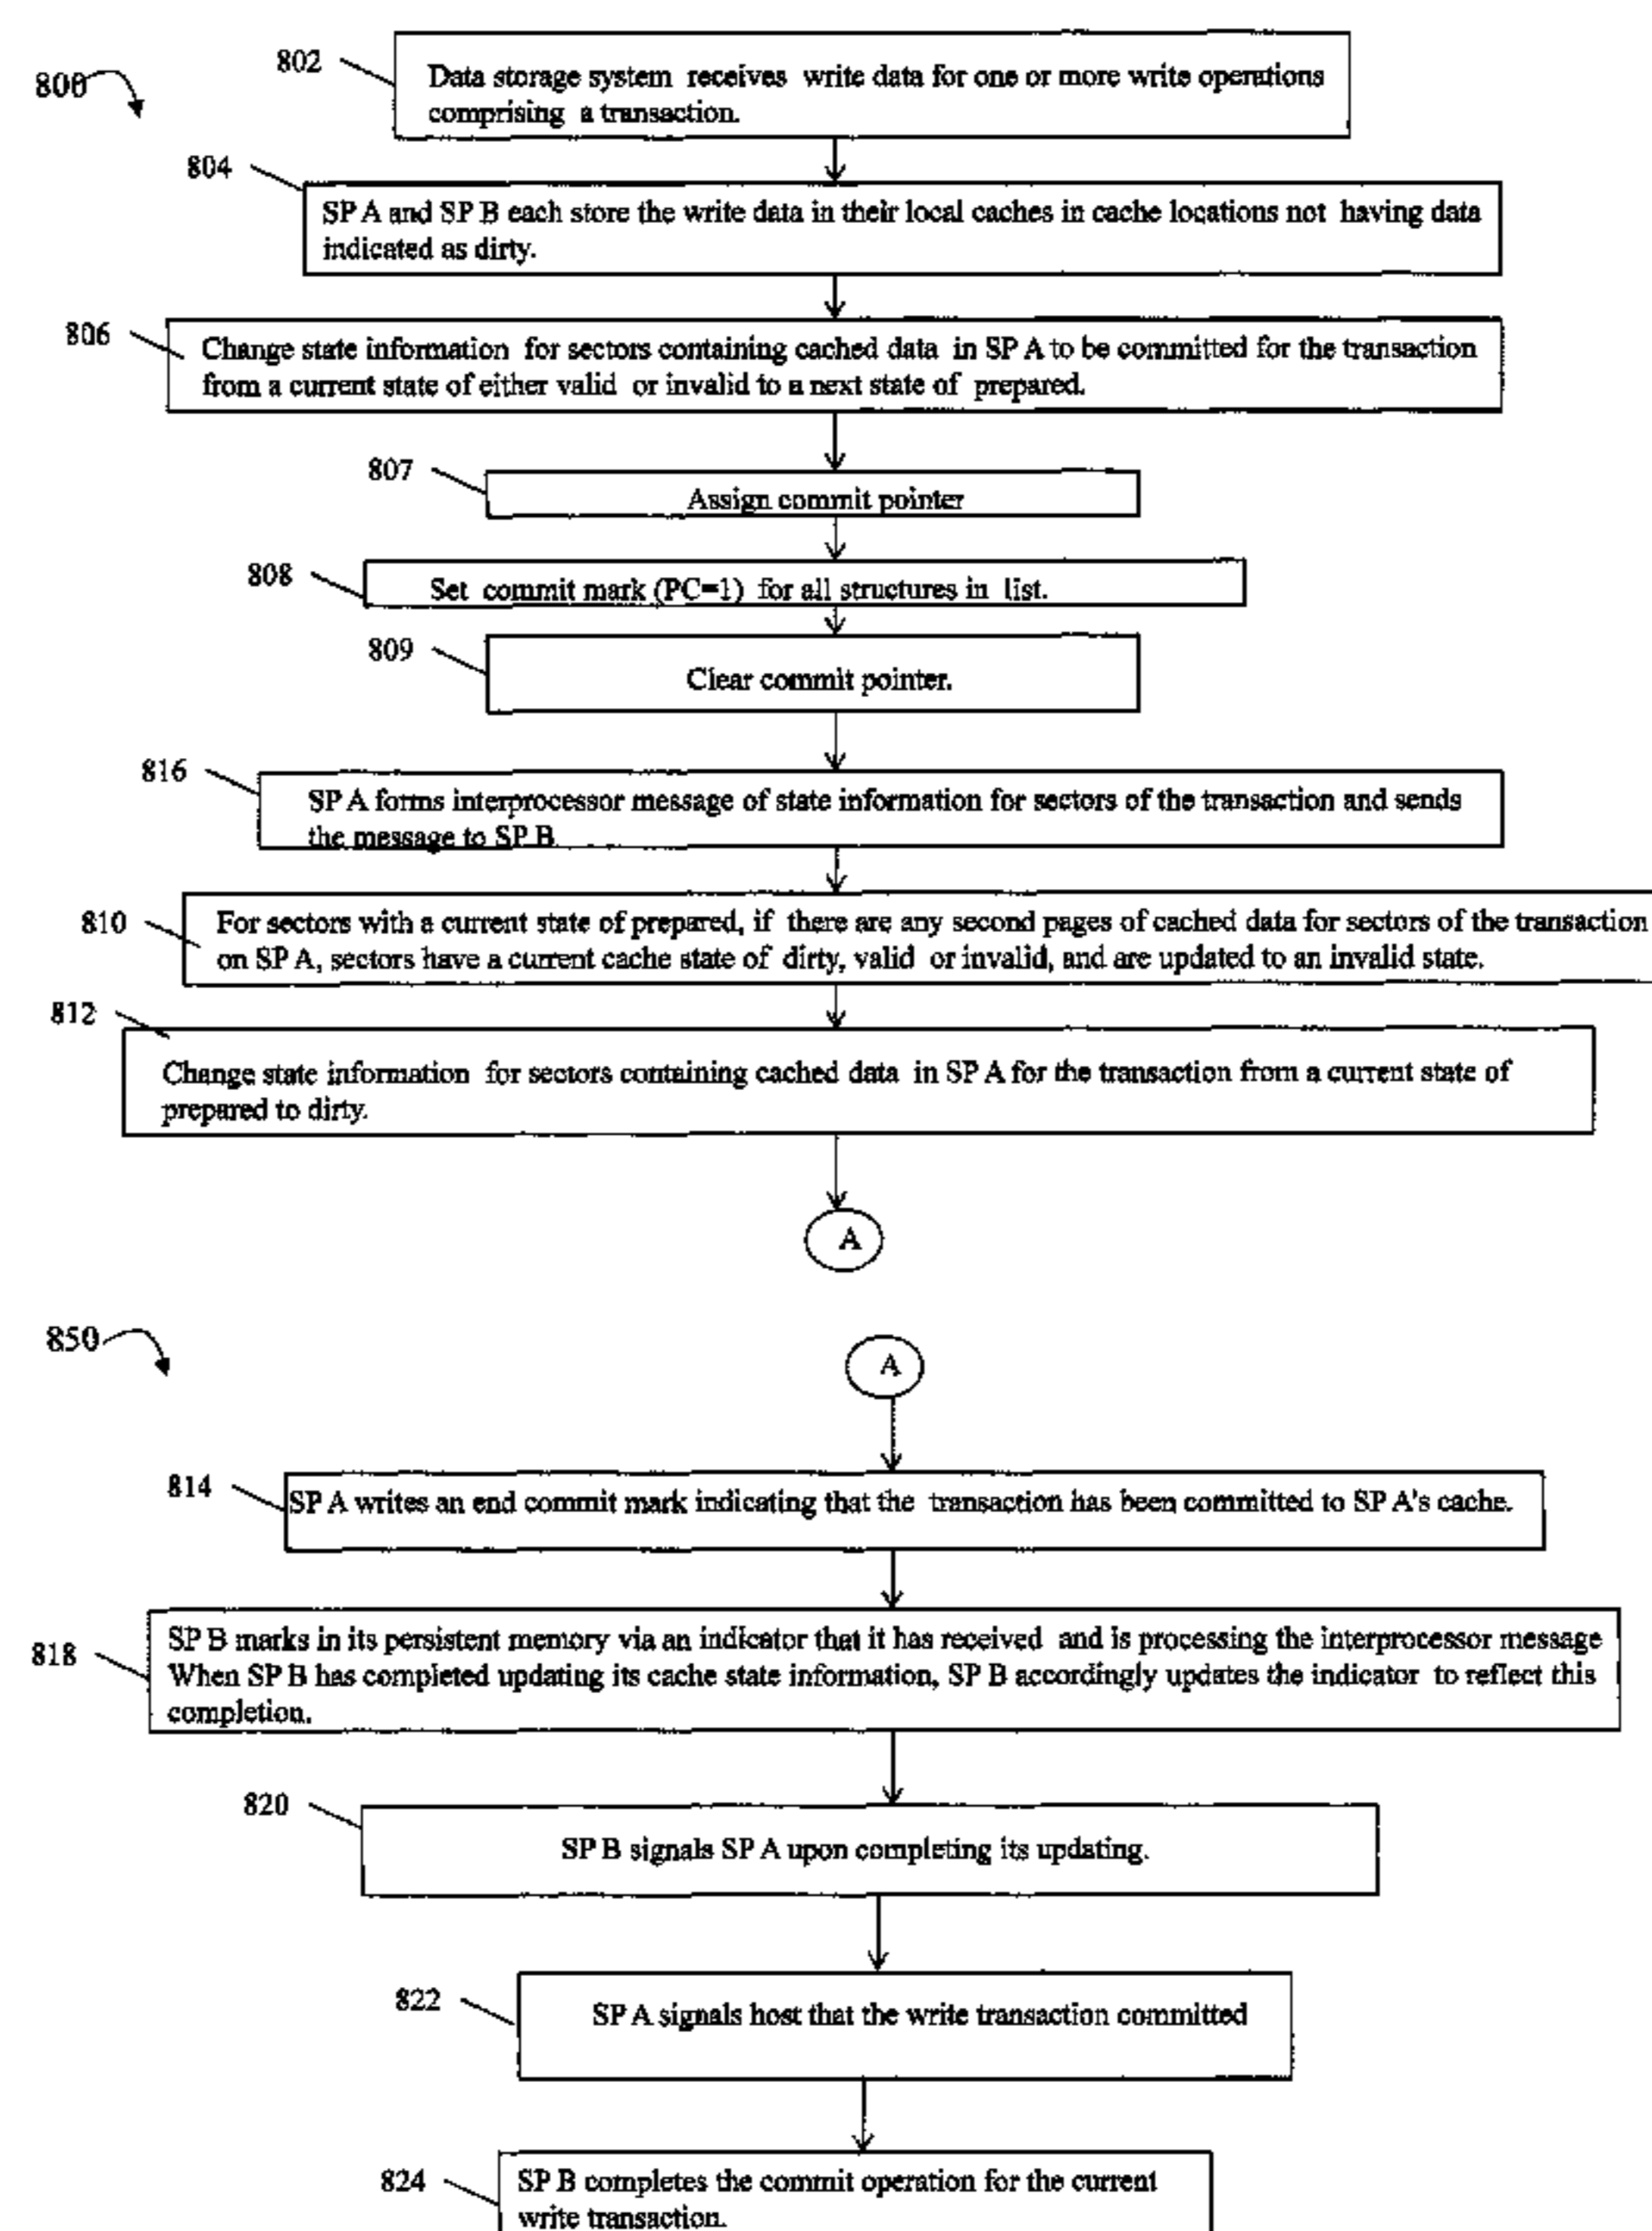 800
802
Data storage system receives write data for one or more write operations
comprising a transaction.
804
SP A and SP B each store the write data in their local caches in cache locations not having data
indicated as dirty.
806
Change state information for sectors containing cached data in SP A to be committed for the transaction
from a current state of either valid or invalid to a next state of prepared.
807
Assign commit pointer
808
Set commit mark (PC=1) for all structures in list.
809
Clear commit pointer.
816
SP A forms interprocessor message of state information for sectors of the transaction and sends
the message to SP B
810
For sectors with a current state of prepared, if there are any second pages of cached data for sectors of the transaction
on SP A, sectors have a current cache state of dirty, valid or invalid, and are updated to an invalid state.
812
Change state information for sectors containing cached data in SP A for the transaction from a current state of
prepared to dirty.
A
850
A
814
SP A writes an end commit mark indicating that the transaction has been committed to SP A's cache.
818
SP B marks in its persistent memory via an indicator that it has received and is processing the interprocessor message
When SP B has completed updating its cache state information, SP B accordingly updates the indicator to reflect this
completion.
820
SP B signals SP A upon completing its updating.
822
SP A signals host that the write transaction committed
824
SP B completes the commit operation for the current
write transaction.